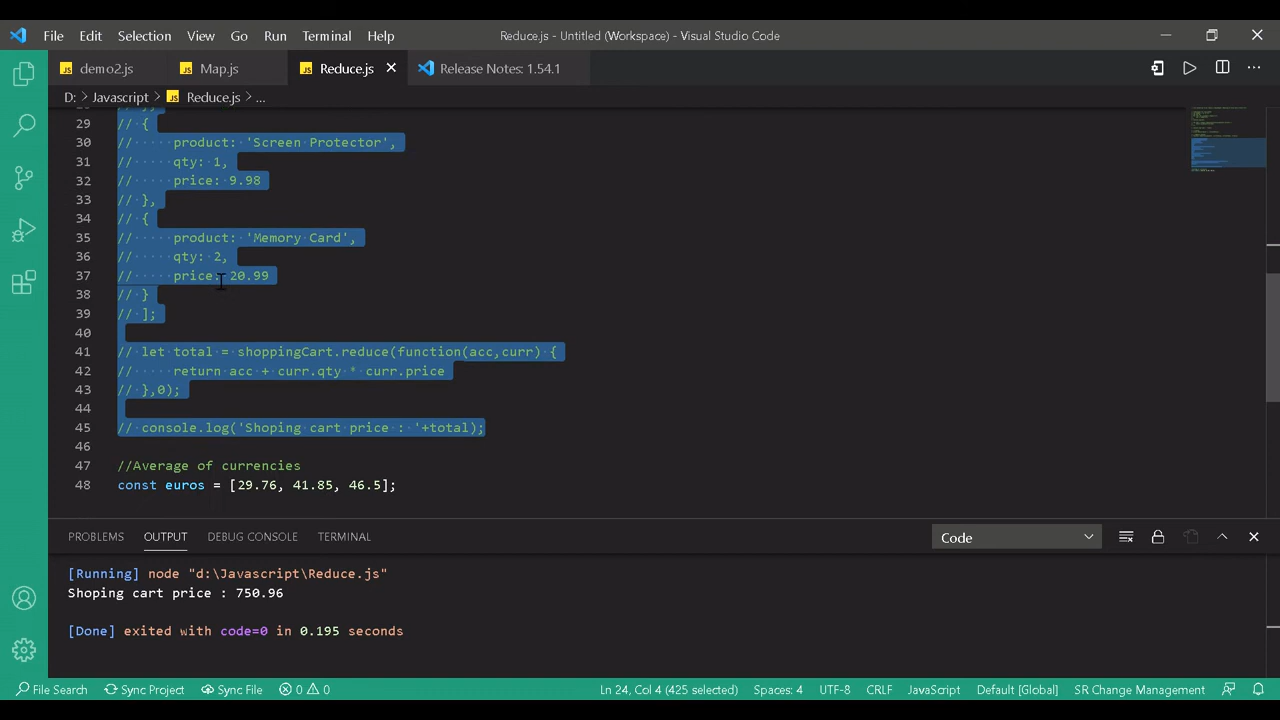 File Edit Selection View Go Run Terminal Help Reduce.js - Untitled (Workspace) - Visual Studio Code
JS demo2.js JS Map.js JS Reduce.js Release Notes: 1.54.1
D: > Javascript > JS Reduce.js > ...
29 // {
30 //     product: 'Screen Protector',
31 //     qty: 1,
32 //     price: 9.98
33 // },
34 // {
35 //     product: 'Memory Card',
36 //     qty: 2,
37 //     price: 20.99
38 // }
39 // ];
40
41 // let total = shoppingCart.reduce(function(acc,curr) {
42 //     return acc + curr.qty * curr.price
43 // },0);
44
45 // console.log('Shoping cart price : '+total);
46
47 //Average of currencies
48 const euros = [29.76, 41.85, 46.5];
PROBLEMS OUTPUT DEBUG CONSOLE TERMINAL Code
[Running] node "d:\Javascript\Reduce.js"
Shoping cart price : 750.96
[Done] exited with code=0 in 0.195 seconds
File Search Sync Project Sync File 0 0 Ln 24, Col 4 (425 selected) Spaces: 4 UTF-8 CRLF JavaScript Default [Global] SR Change Management